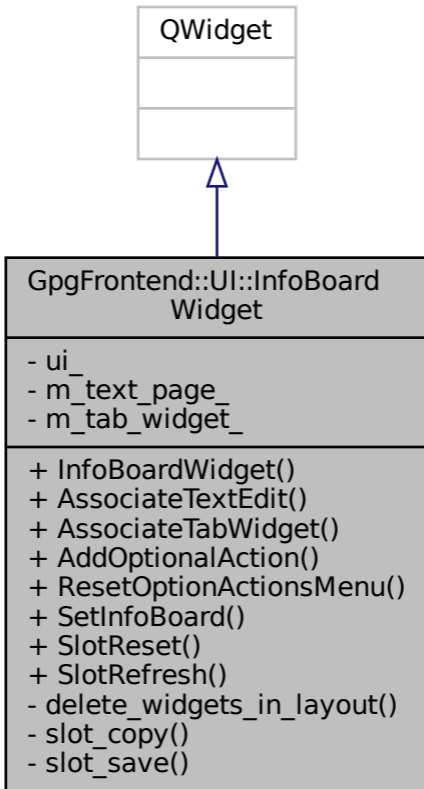 QWidget
GpgFrontend::UI::InfoBoard
Widget
- ui_
- m_text_page_
- m_tab_widget_
+ InfoBoardWidget()
+ AssociateTextEdit()
+ AssociateTabWidget()
+ AddOptionalAction()
+ ResetOptionActionsMenu()
+ SetInfoBoard()
+ SlotReset()
+ SlotRefresh()
- delete_widgets_in_layout()
- slot_copy()
- slot_save()